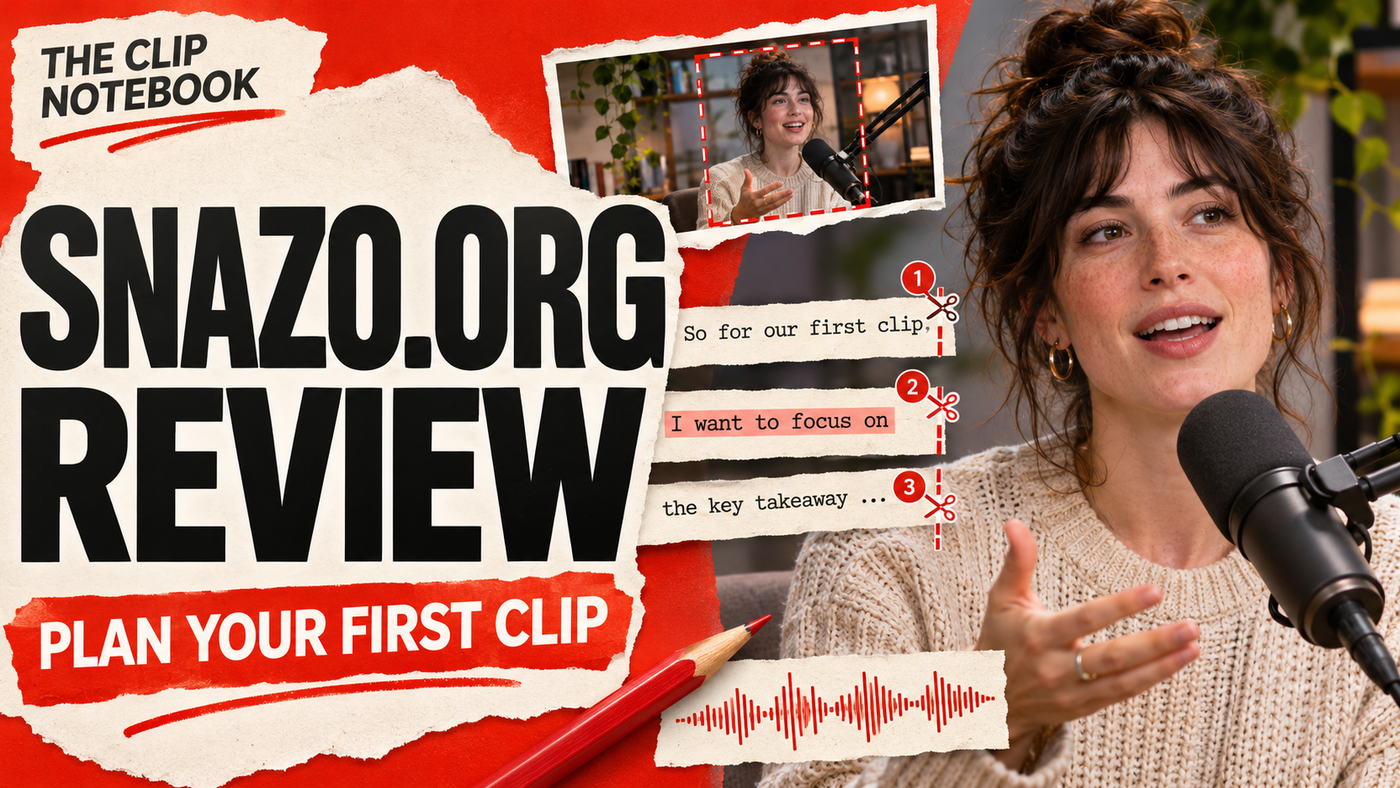 THE CLIP
NOTEBOOK
SNAZO.ORG
REVIEW
PLAN YOUR FIRST CLIP
1
So for our first clip,
2
I want to focus on
3
the key takeaway ...